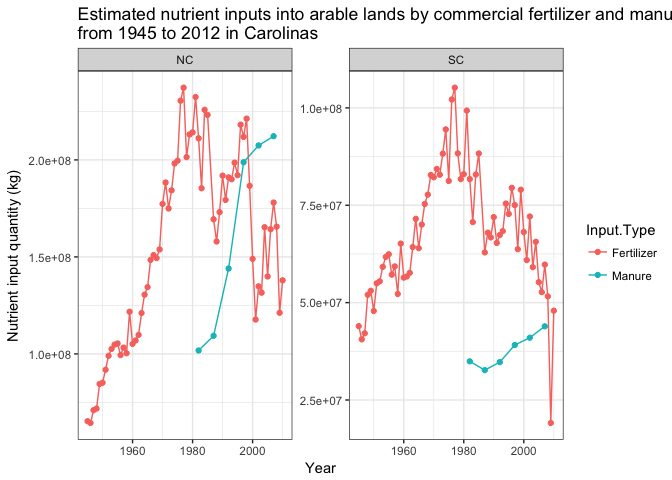 Estimated nutrient inputs into arable lands by commercial fertilizer and manu
from 1945 to 2012 in Carolinas
NC
SC
Nutrient input quantity (kg)
2.0e+08
1.5e+08
1.0e+08
1.0e+08
7.5e+07
5.0e+07
2.5e+07
1960
1980
2000
1960
1980
2000
Year
Input.Type
Fertilizer
Manure